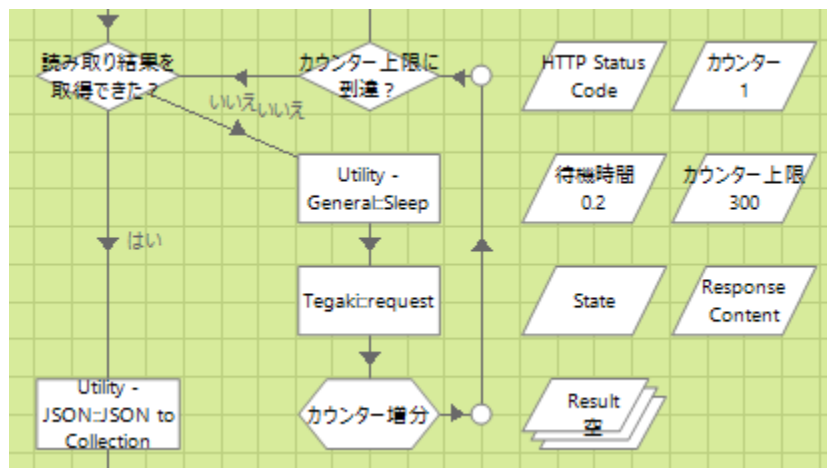 読み取り結果を
取得できた？
カウンター上限に
到達？
HTTP Status
Code
カウンター
1
いいえ
いいえ
Utility -
General::Sleep
待機時間
0.2
カウンター上限
300
はい
Tegaki::request
State
Response
Content
Utility -
JSON::JSON to
Collection
カウンター増分
Result
空